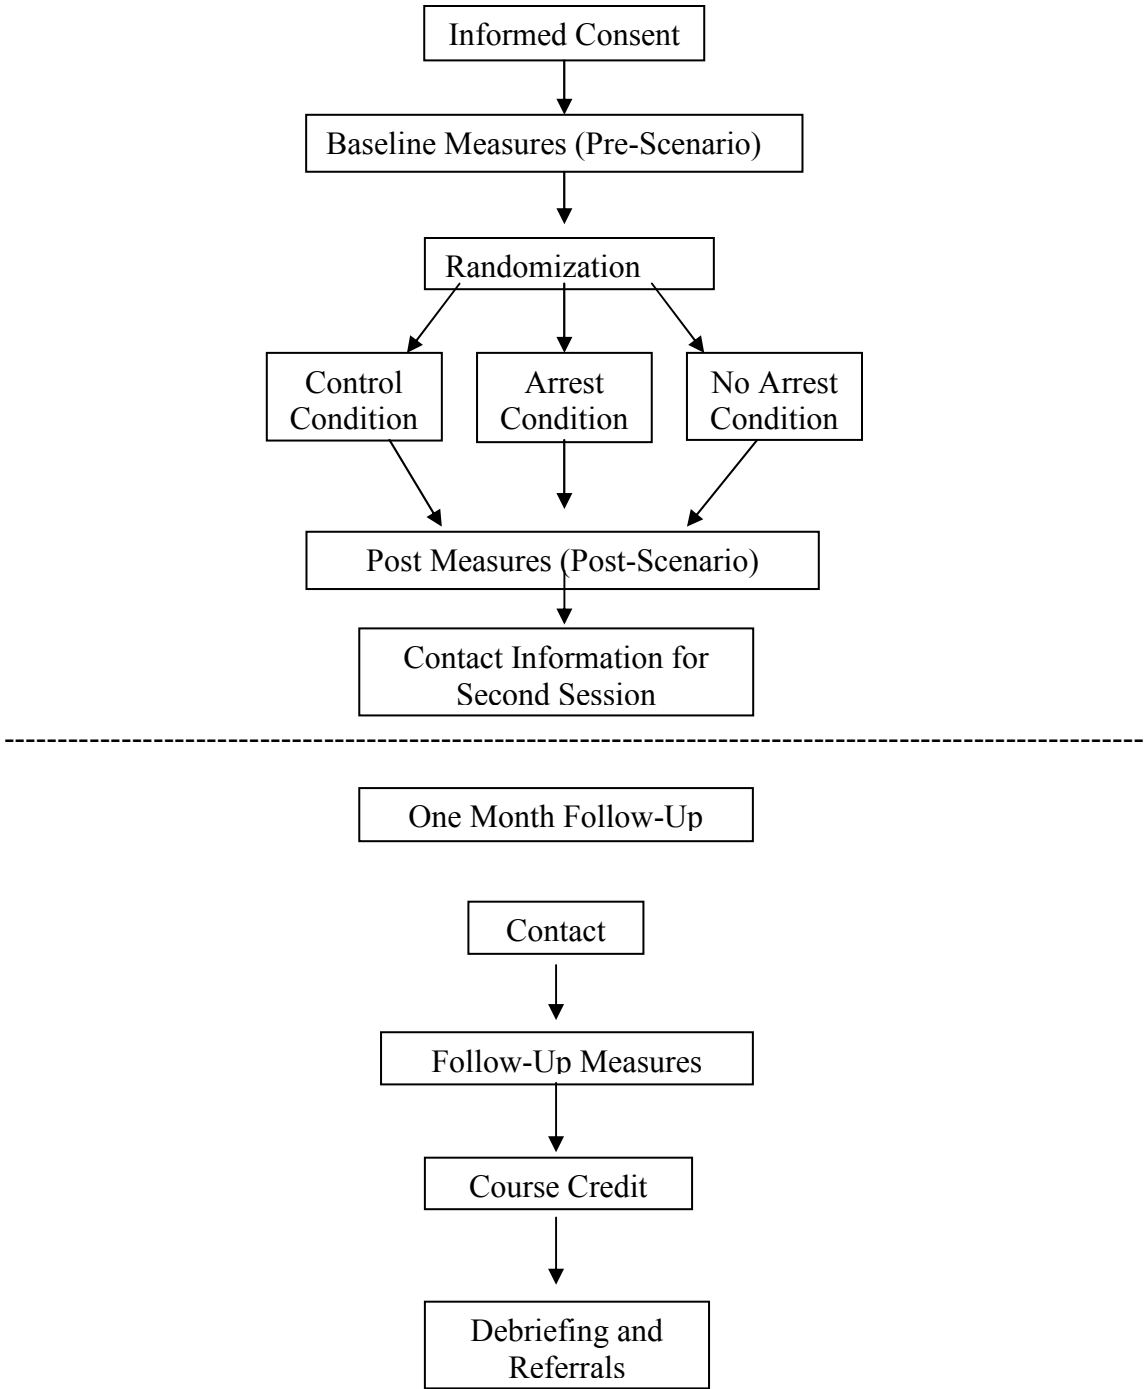 Informed Consent
Baseline Measures (Pre-Scenario)
Randomization
Control
Condition
Arrest
Condition
No Arrest
Condition
Post Measures (Post-Scenario)
Contact Information for
Second Session
One Month Follow-Up
Contact
Follow-Up Measures
Course Credit
Debriefing and
Referrals